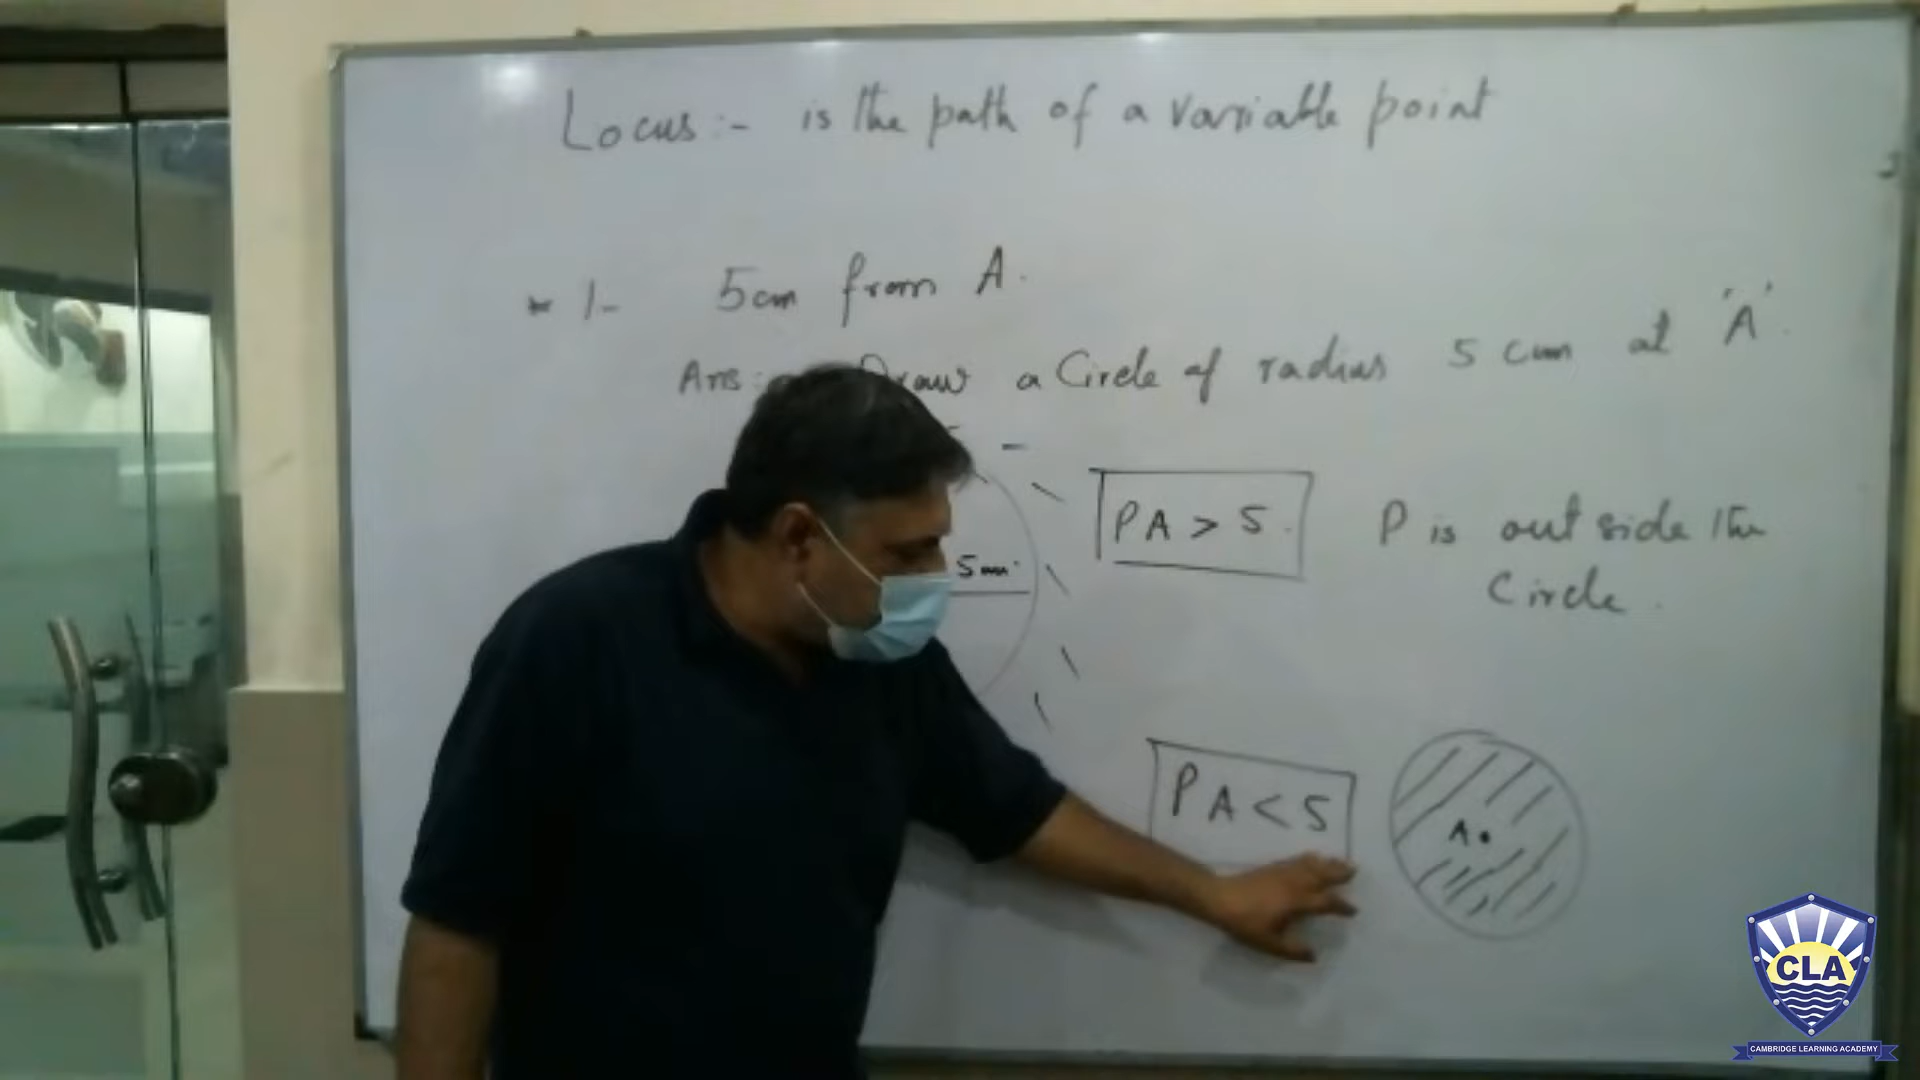 Locus:- is the path of a variable point
* 1- 5cm from A.
Ans: Draw a Circle of radius 5 cm at 'A'.
5cm.
PA > 5.
P is outside the
Circle.
PA < 5
A
CLA
CAMBRIDGE LEARNING ACADEMY